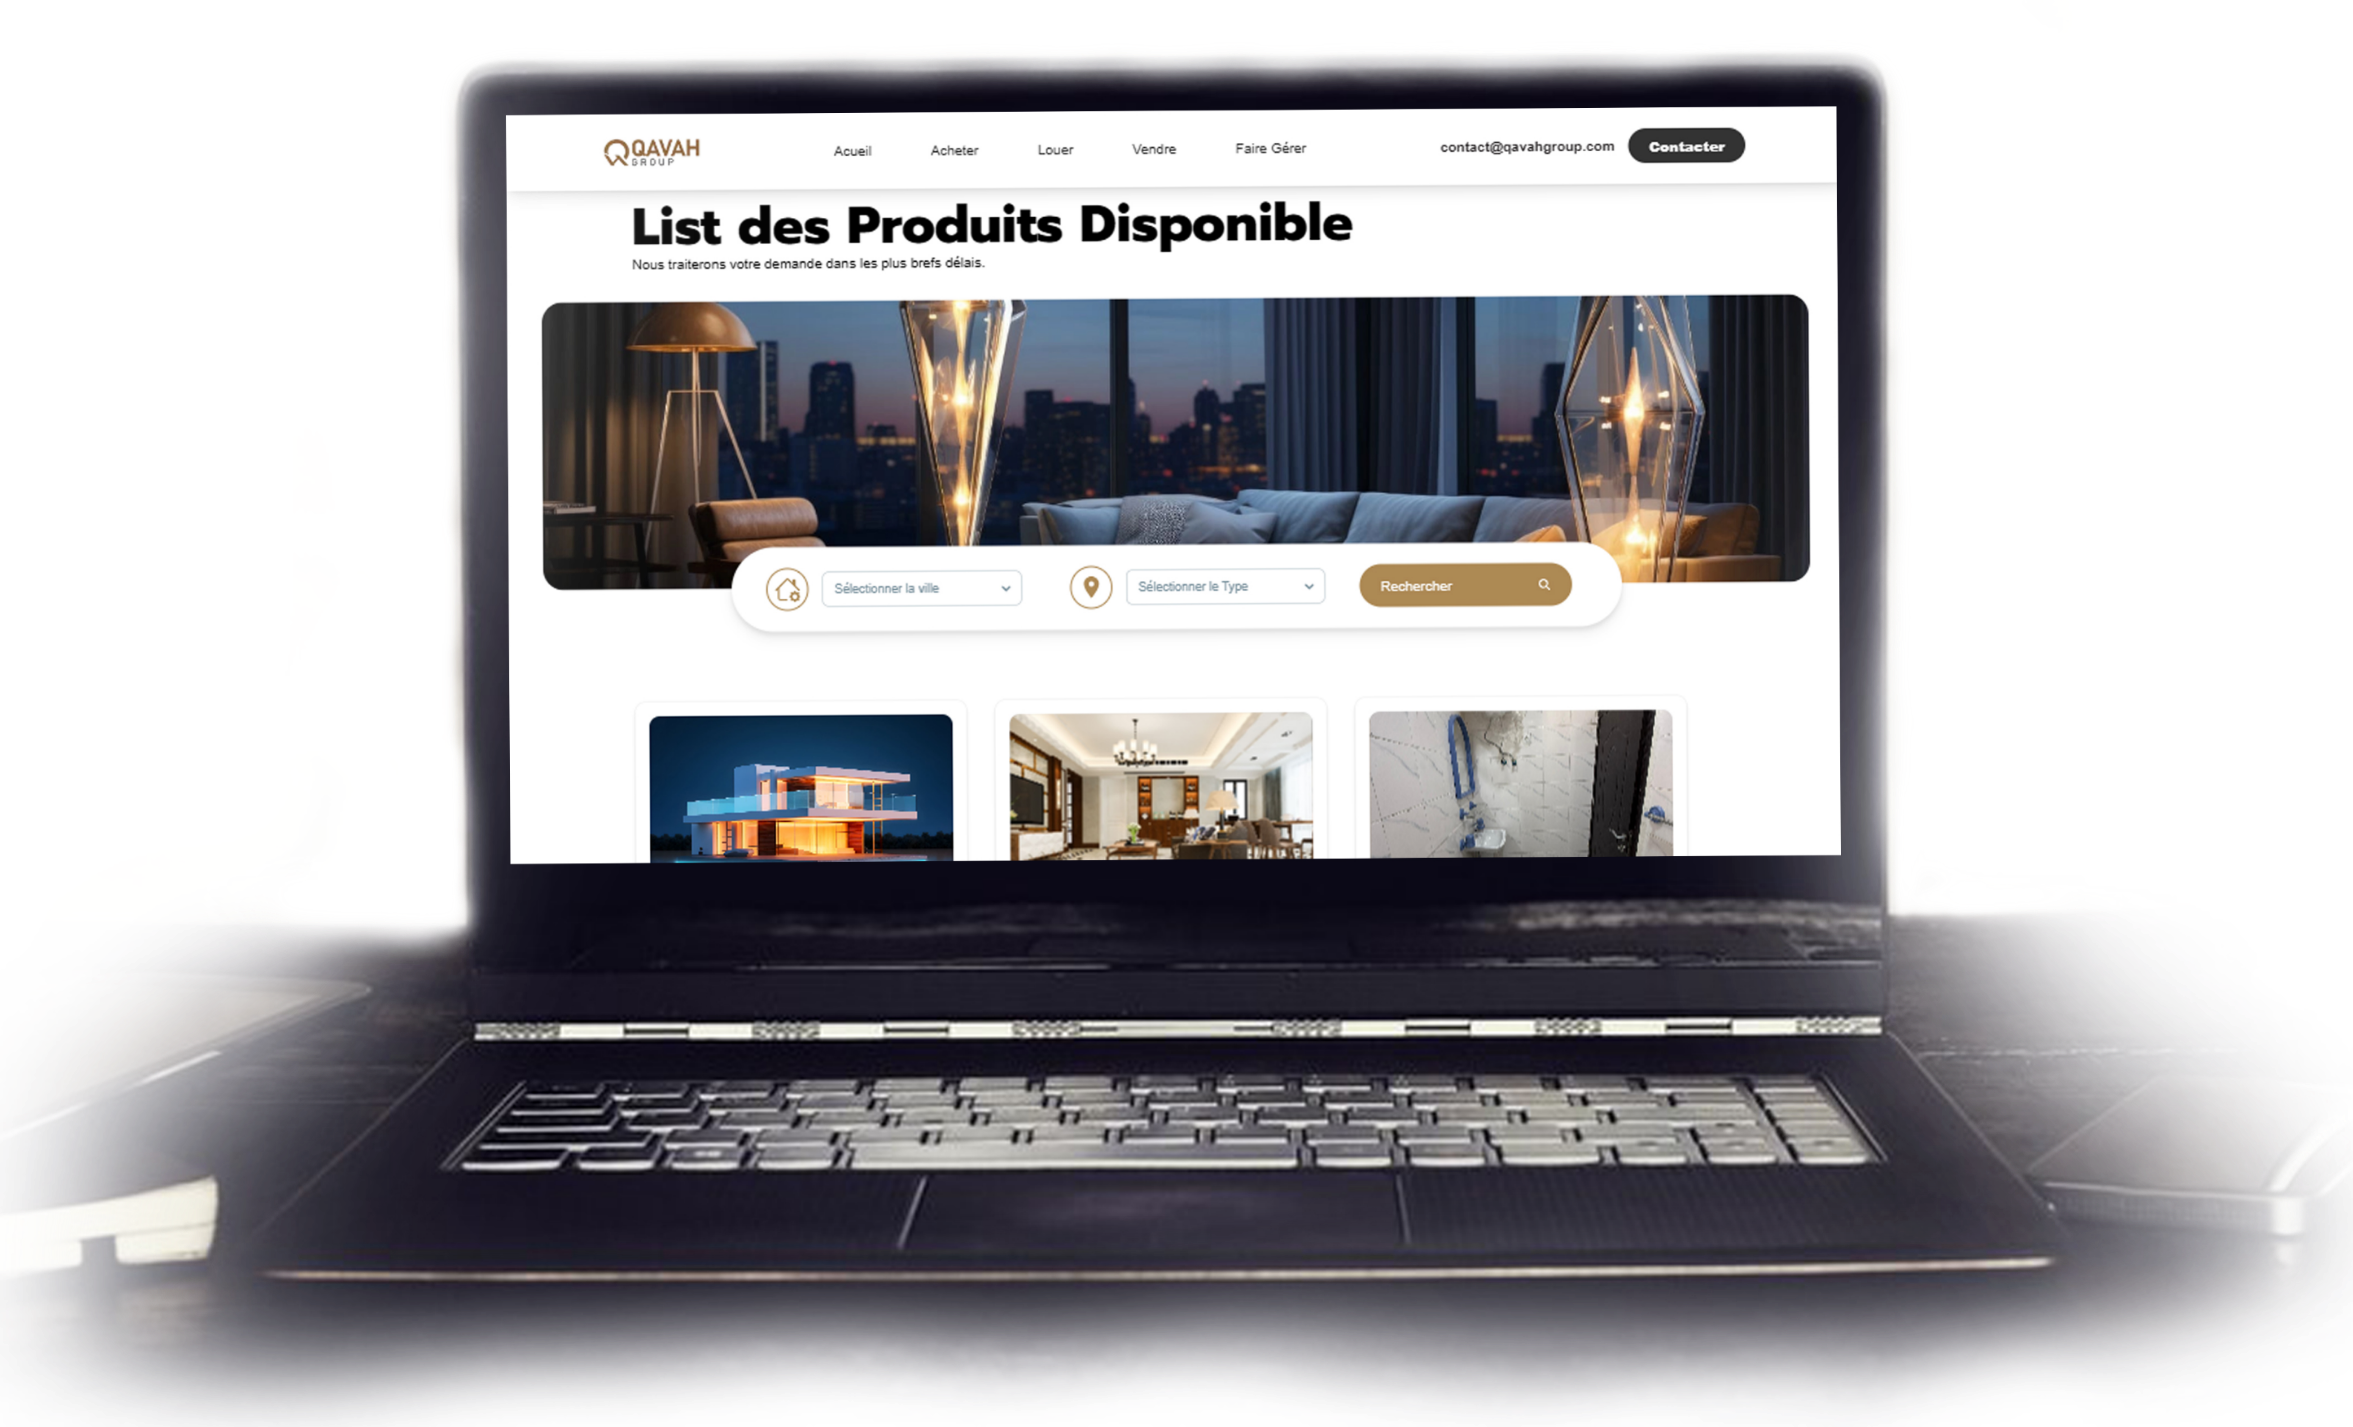 QAVAH
GROUP
Acueil
Acheter
Louer
Vendre
Faire Gérer
contact@qavahgroup.com
Contacter
List des Produits Disponible
Nous traiterons votre demande dans les plus brefs délais.
Sélectionner la ville
Sélectionner le Type
Rechercher